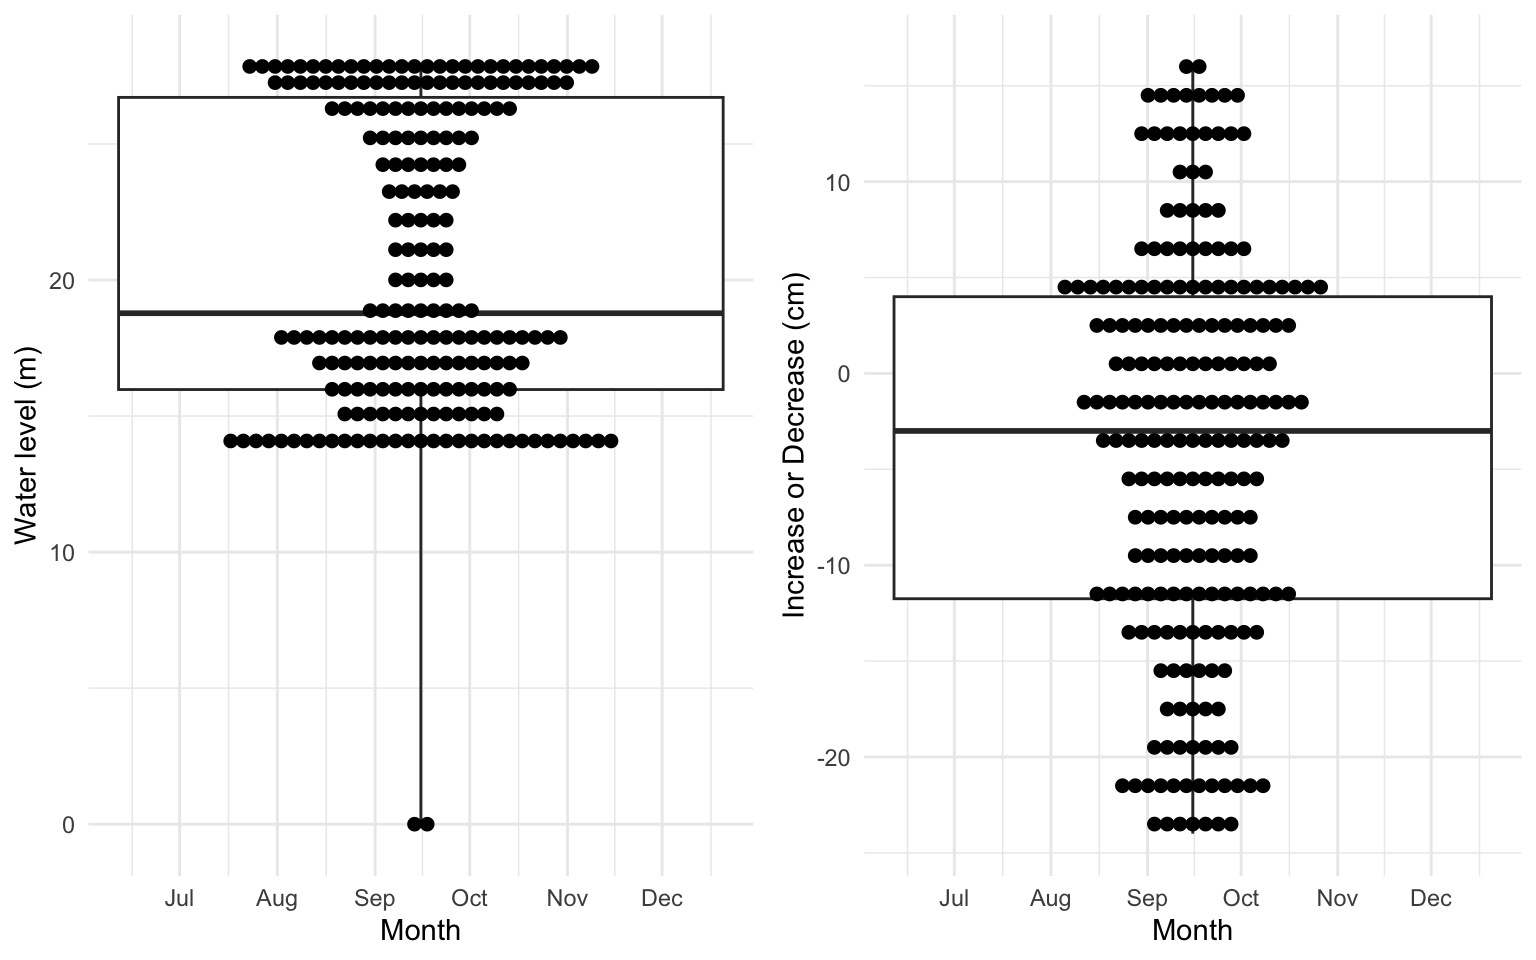 Water level (m)
20
10
0
Jul Aug Sep Oct Nov Dec
Month
Increase or Decrease (cm)
10
0
-10
-20
Jul Aug Sep Oct Nov Dec
Month